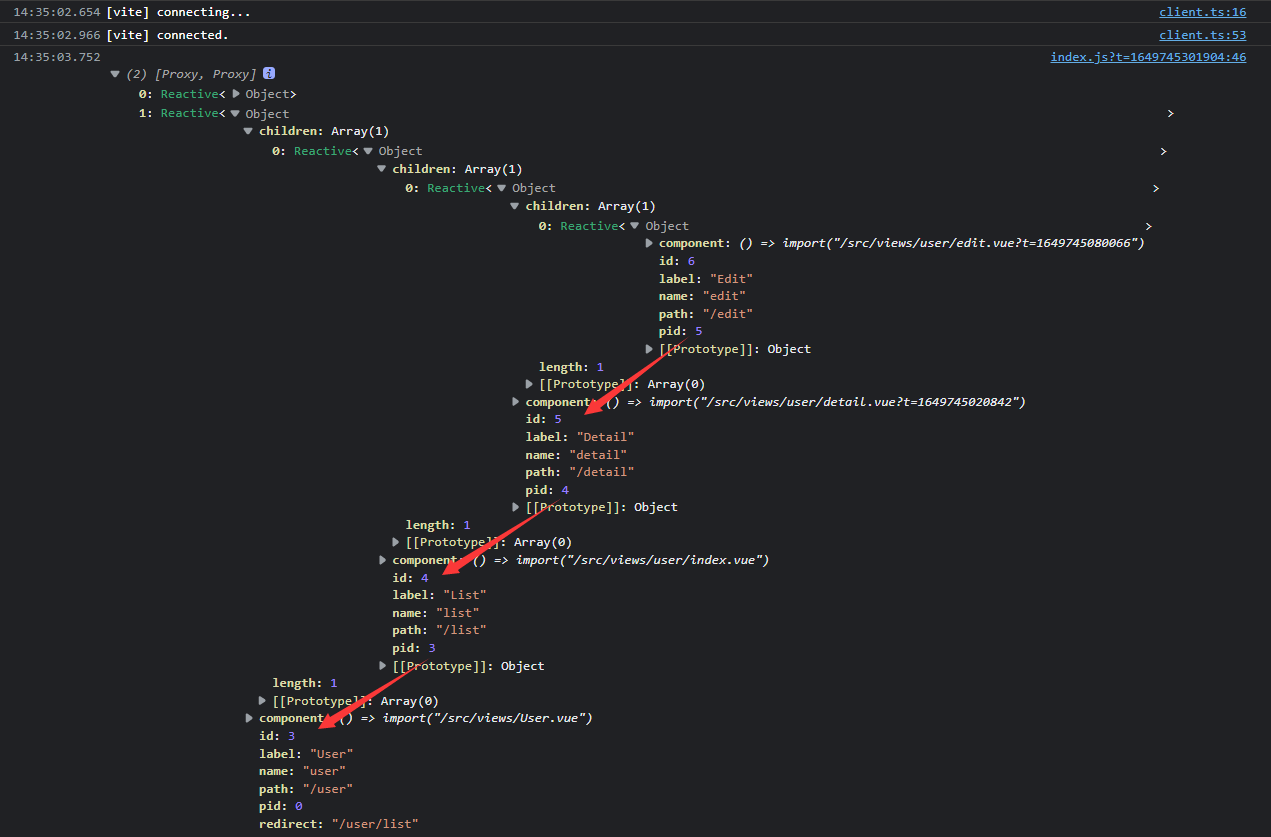 14:35:02.654 [vite] connecting... client.ts:16
14:35:02.966 [vite] connected. client.ts:53
14:35:03.752 index.js?t=1649745301904:46
▼ (2) [Proxy, Proxy] i
0: Reactive< ▶ Object>
1: Reactive< ▼ Object >
▼ children: Array(1)
0: Reactive< ▼ Object >
▼ children: Array(1)
0: Reactive< ▼ Object >
▼ children: Array(1)
0: Reactive< ▼ Object >
▶ component: () => import("/src/views/user/edit.vue?t=1649745080066")
id: 6
label: "Edit"
name: "edit"
path: "/edit"
pid: 5
▶ [[Prototype]]: Object
length: 1
▶ [[Prototype]]: Array(0)
▶ component: () => import("/src/views/user/detail.vue?t=1649745020842")
id: 5
label: "Detail"
name: "detail"
path: "/detail"
pid: 4
▶ [[Prototype]]: Object
length: 1
▶ [[Prototype]]: Array(0)
▶ component: () => import("/src/views/user/index.vue")
id: 4
label: "List"
name: "list"
path: "/list"
pid: 3
▶ [[Prototype]]: Object
length: 1
▶ [[Prototype]]: Array(0)
▶ component: () => import("/src/views/User.vue")
id: 3
label: "User"
name: "user"
path: "/user"
pid: 0
redirect: "/user/list"